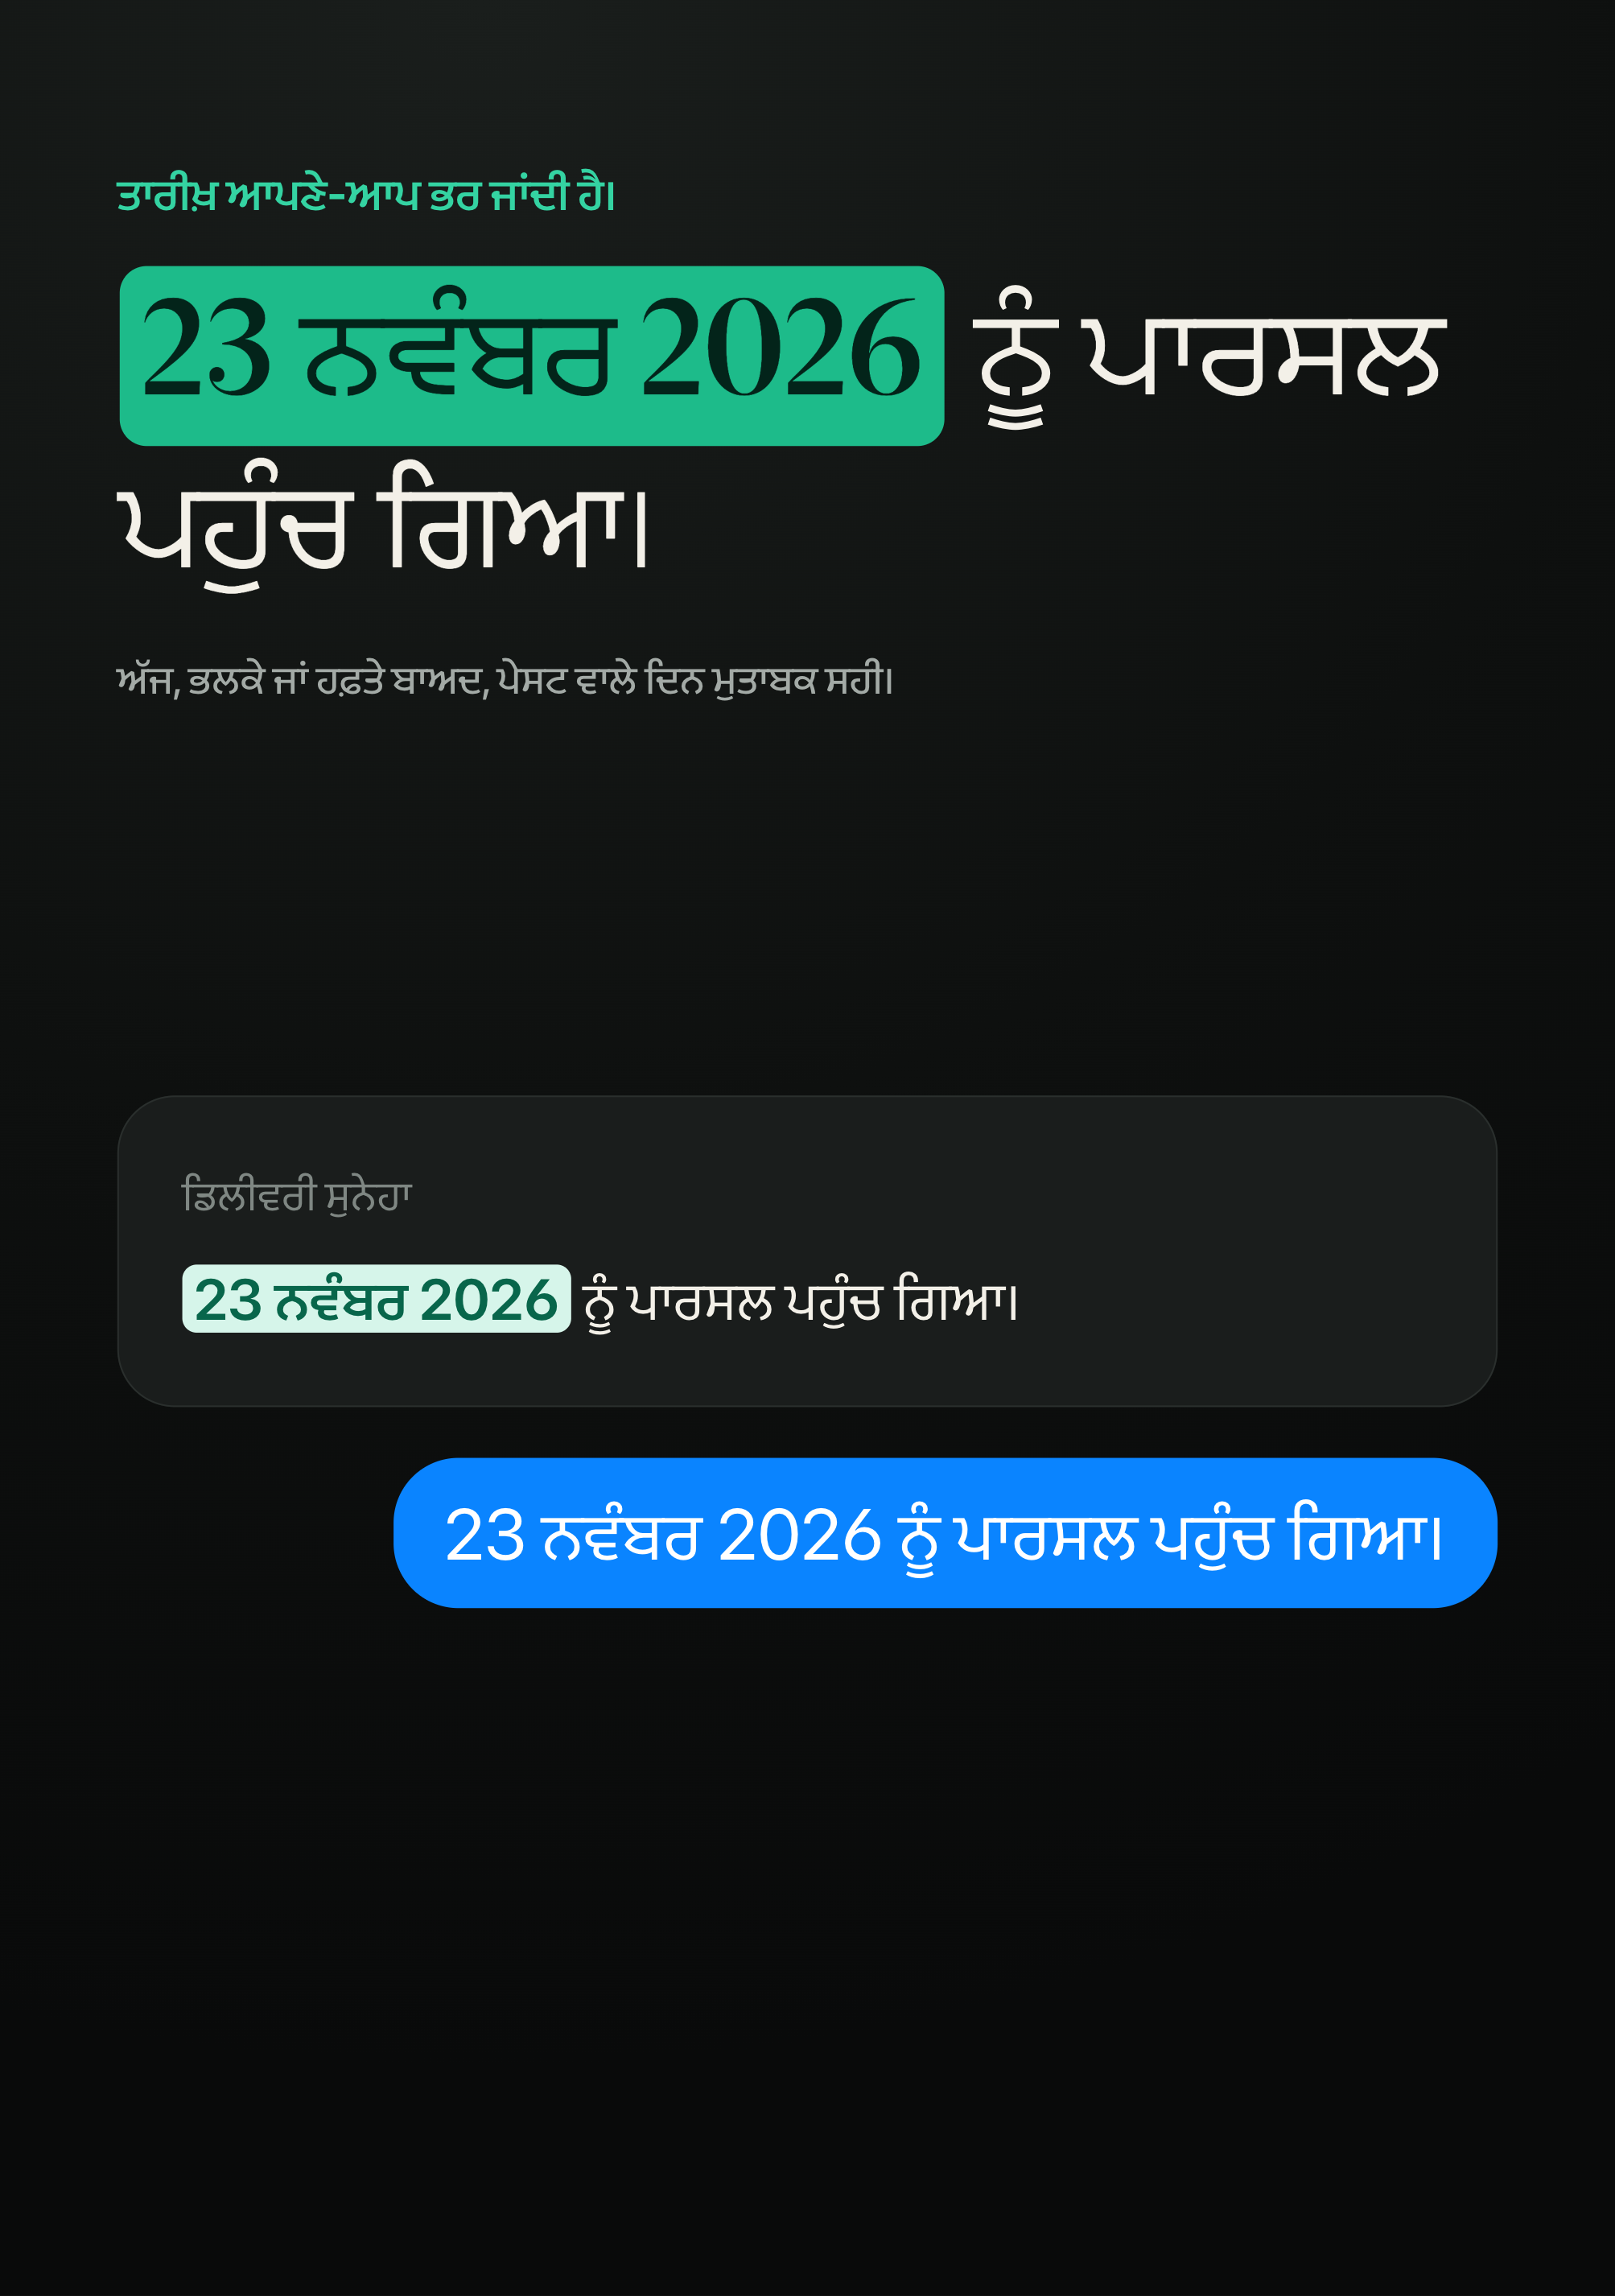 ਤਾਰੀਖ਼ ਆਪਣੇ-ਆਪ ਭਰ ਜਾਂਦੀ ਹੈ।
23 ਨਵੰਬਰ 2026 ਨੂੰ ਪਾਰਸਲ
ਪਹੁੰਚ ਗਿਆ।
ਅੱਜ, ਭਲਕੇ ਜਾਂ ਹਫ਼ਤੇ ਬਾਅਦ, ਪੇਸਟ ਵਾਲੇ ਦਿਨ ਮੁਤਾਬਕ ਸਹੀ।
ਡਿਲੀਵਰੀ ਸੁਨੇਹਾ
23 ਨਵੰਬਰ 2026 ਨੂੰ ਪਾਰਸਲ ਪਹੁੰਚ ਗਿਆ।
23 ਨਵੰਬਰ 2026 ਨੂੰ ਪਾਰਸਲ ਪਹੁੰਚ ਗਿਆ।